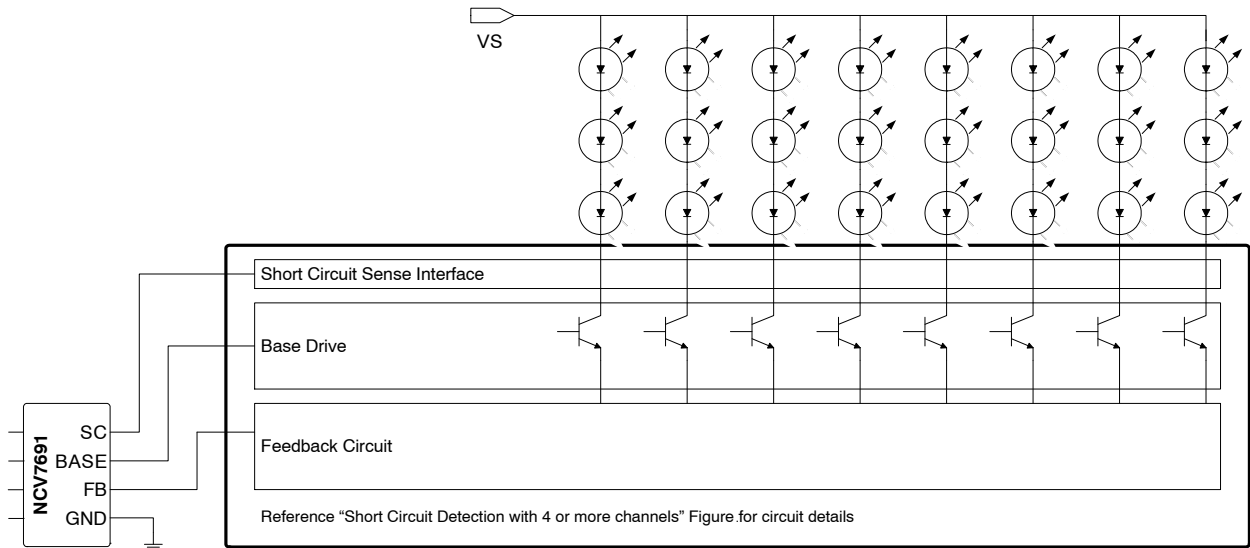 VS
Short Circuit Sense Interface
Base Drive
Feedback Circuit
NCV7691
SC
BASE
FB
GND
Reference “Short Circuit Detection with 4 or more channels” Figure.for circuit details